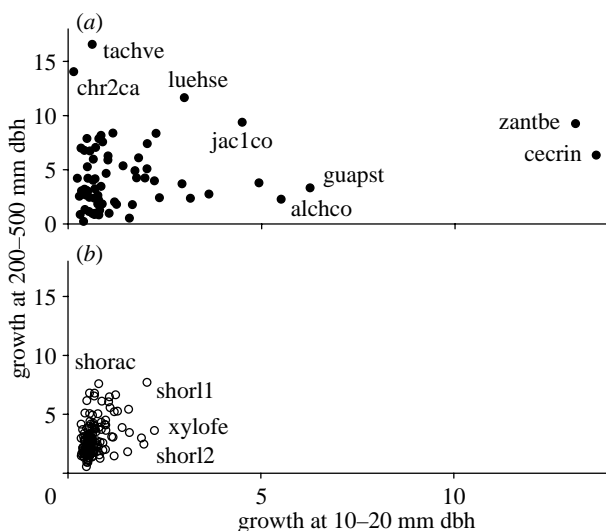 (a)
15
tachve
chr2ca
luehse
10
jac1co
zantbe
cecrin
5
guapst
alchco
0
growth at 200–500 mm dbh
(b)
15
10
shorac
shorl1
5
xylofe
shorl2
0
0
5
10
growth at 10–20 mm dbh